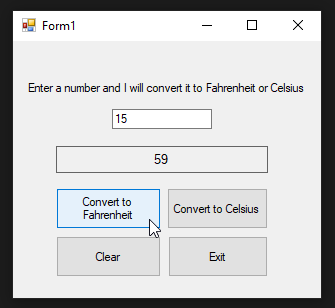 Form1
Enter a number and I will convert it to Fahrenheit or Celsius
15
59
Convert to
Fahrenheit
Convert to Celsius
Clear
Exit